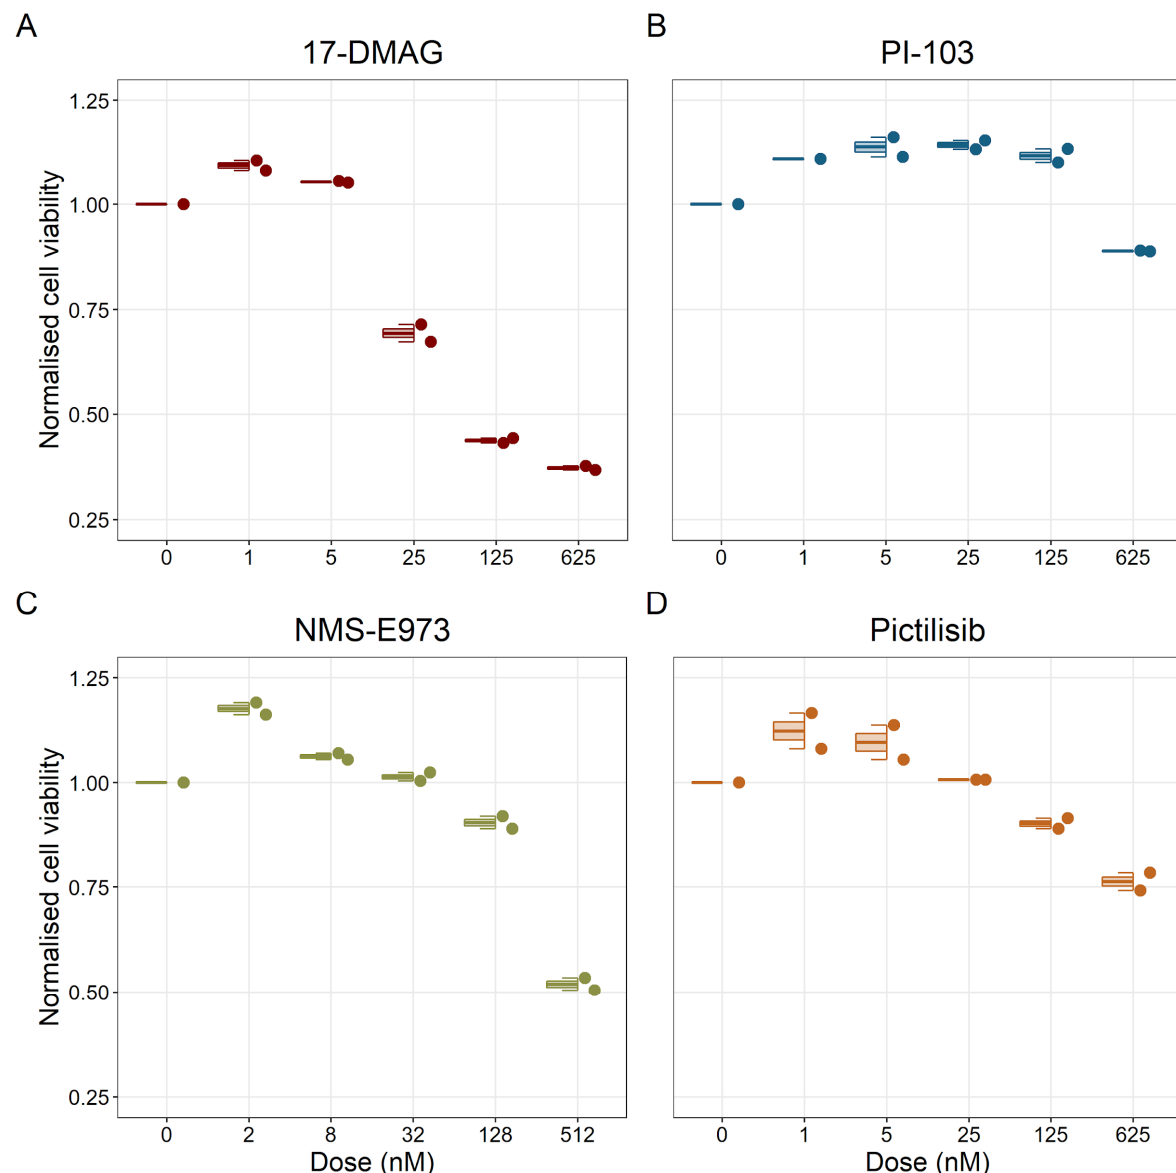 A
B
17-DMAG
PI-103
Normalised cell viability
1.25
1.00
0.75
0.50
0.25
0 1 5 25 125 625
0 1 5 25 125 625
C
D
NMS-E973
Pictilisib
Normalised cell viability
1.25
1.00
0.75
0.50
0.25
0 2 8 32 128 512
0 1 5 25 125 625
Dose (nM)
Dose (nM)